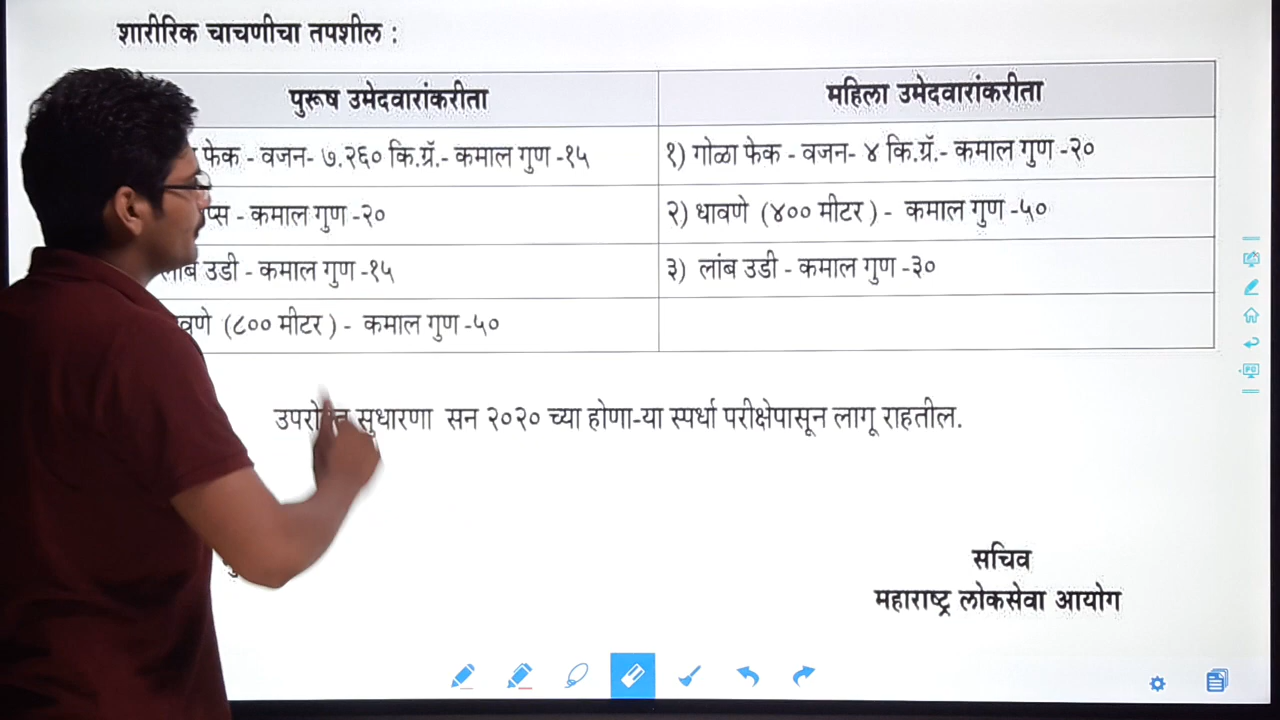 शारीरिक चाचणीचा तपशील :
पुरूष उमेदवारांकरीता
महिला उमेदवारांकरीता
फेक - वजन- ७.२६० कि.ग्रॅ.- कमाल गुण -१५
१) गोळा फेक - वजन- ४ कि.ग्रॅ.- कमाल गुण -२०
- कमाल गुण -२०
२) धावणे (४०० मीटर ) - कमाल गुण -५०
लांब उडी - कमाल गुण -१५
३) लांब उडी - कमाल गुण -३०
(८०० मीटर ) - कमाल गुण -५०
उपरोक्त सुधारणा सन २०२० च्या होणा-या स्पर्धा परीक्षेपासून लागू राहतील.
सचिव
महाराष्ट्र लोकसेवा आयोग